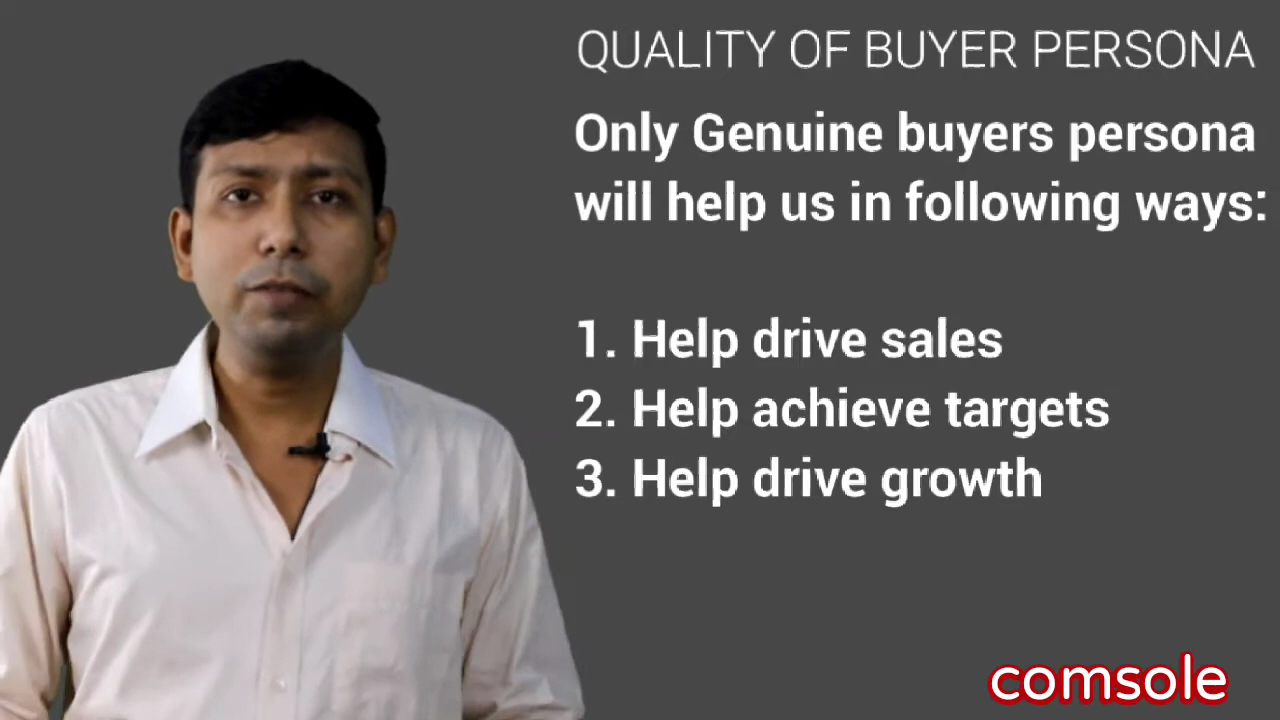 QUALITY OF BUYER PERSONA
Only Genuine buyers persona
will help us in following ways:
1. Help drive sales
2. Help achieve targets
3. Help drive growth
comsole